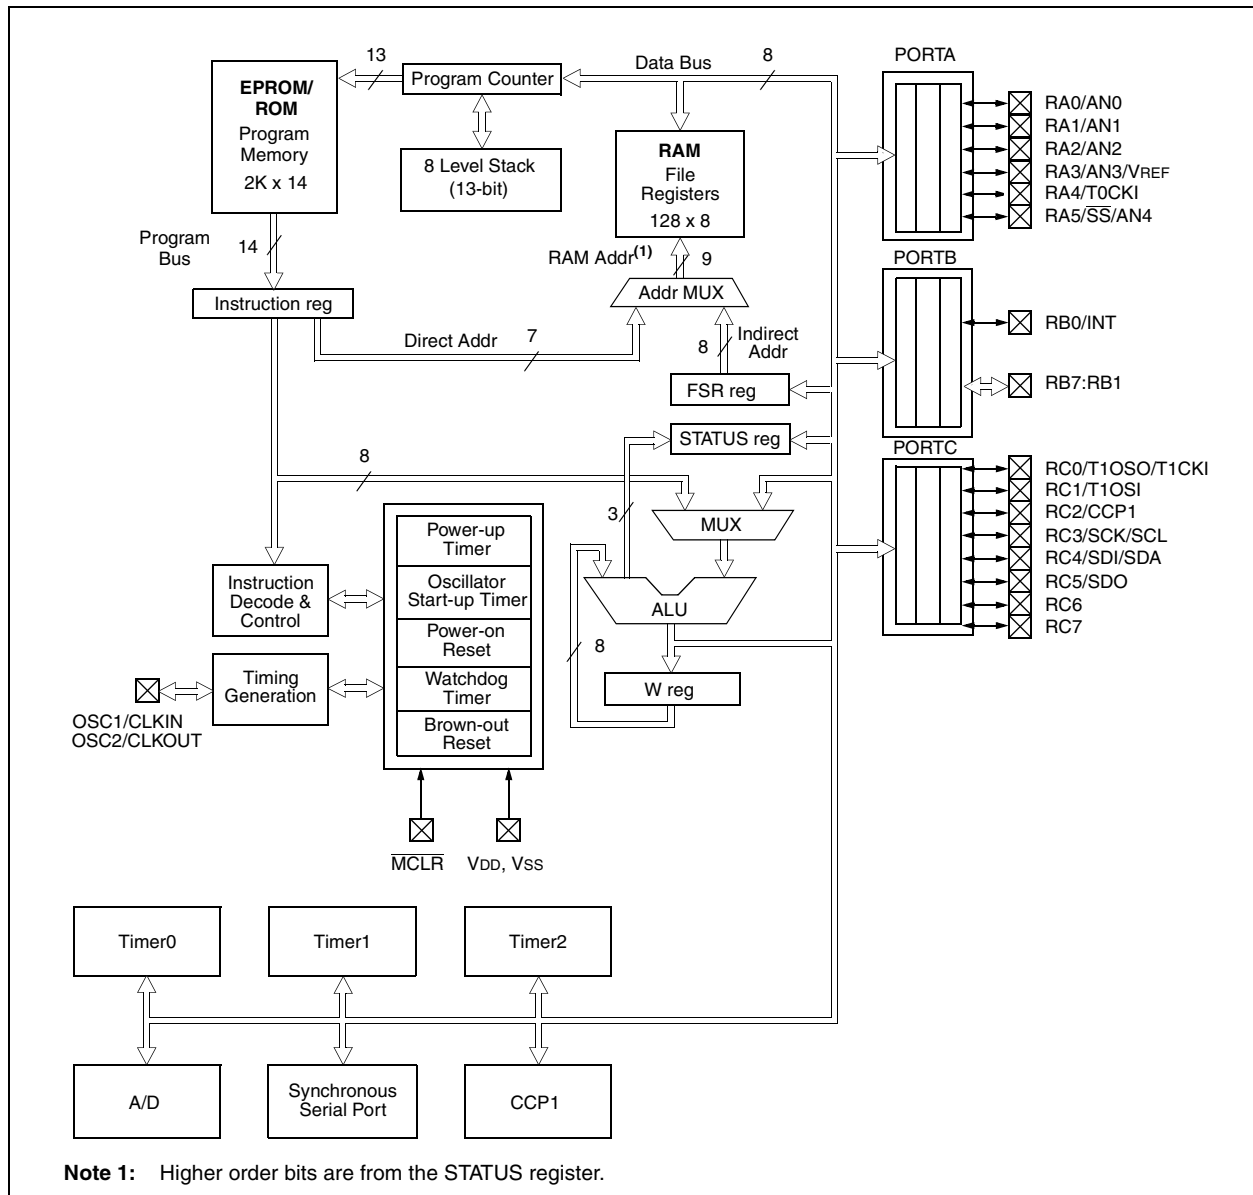 EPROM/
ROM
Program
Memory
2K x 14
13
Program Counter
8 Level Stack
(13-bit)
Data Bus
8
RAM
File
Registers
128 x 8
RAM Addr(1)
9
Addr MUX
Program
Bus
14
Instruction reg
Direct Addr
7
8
Indirect
Addr
FSR reg
STATUS reg
8
3
MUX
ALU
8
W reg
Power-up
Timer
Oscillator
Start-up Timer
Power-on
Reset
Watchdog
Timer
Brown-out
Reset
Instruction
Decode &
Control
Timing
Generation
OSC1/CLKIN
OSC2/CLKOUT
MCLR
VDD, VSS
PORTA
RA0/AN0
RA1/AN1
RA2/AN2
RA3/AN3/VREF
RA4/T0CKI
RA5/SS/AN4
PORTB
RB0/INT
RB7:RB1
PORTC
RC0/T1OSO/T1CKI
RC1/T1OSI
RC2/CCP1
RC3/SCK/SCL
RC4/SDI/SDA
RC5/SDO
RC6
RC7
Timer0
Timer1
Timer2
A/D
Synchronous
Serial Port
CCP1
Note 1: Higher order bits are from the STATUS register.